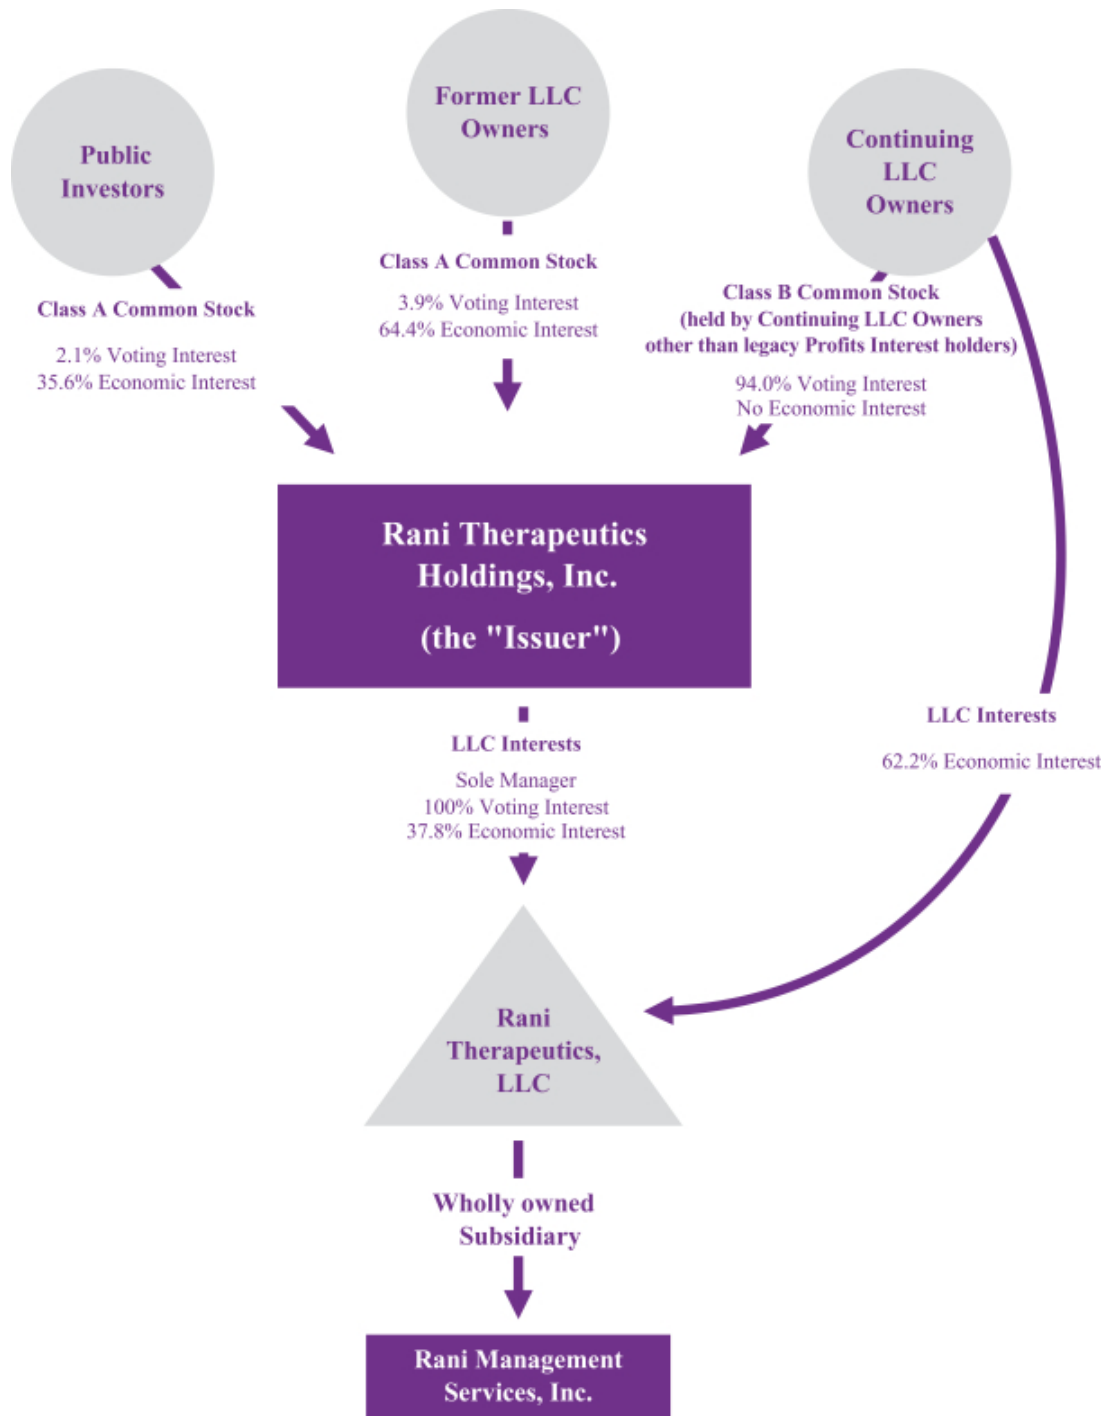 Former LLC
Owners
Public
Investors
Continuing
LLC
Owners
Class A Common Stock
3.9% Voting Interest
64.4% Economic Interest
Class A Common Stock
2.1% Voting Interest
35.6% Economic Interest
Class B Common Stock
(held by Continuing LLC Owners
other than legacy Profits Interest holders)
94.0% Voting Interest
No Economic Interest
Rani Therapeutics
Holdings, Inc.
(the "Issuer")
LLC Interests
62.2% Economic Interest
LLC Interests
Sole Manager
100% Voting Interest
37.8% Economic Interest
Rani
Therapeutics,
LLC
Wholly owned
Subsidiary
Rani Management
Services, Inc.